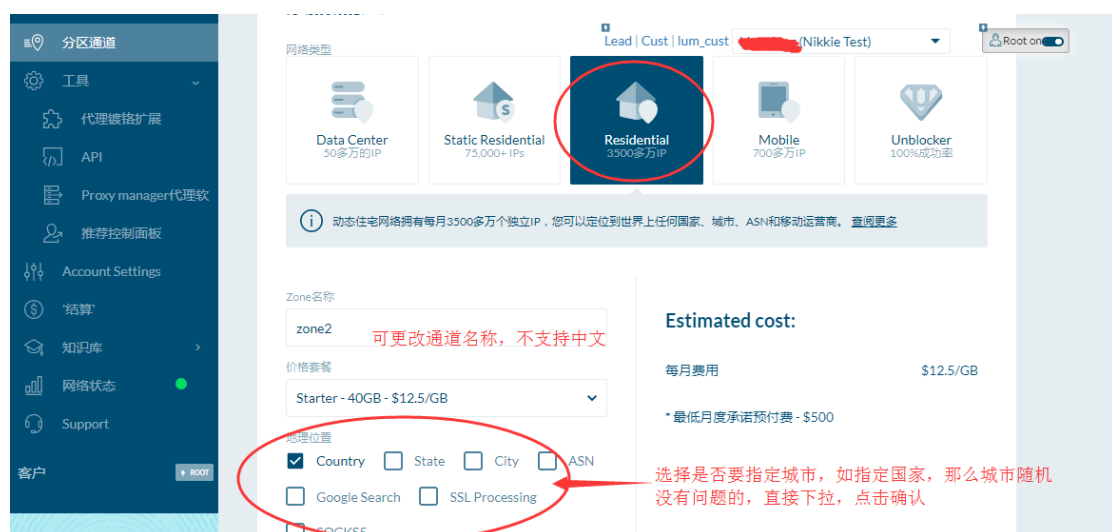 分区通道
工具
代理镀铬扩展
API
Proxy manager代理软
推荐控制面板
Account Settings
'结算'
知识库
网络状态
Support
客户
ROOT
网络类型
Lead | Cust | lum_cust
(Nikkie Test)
Root on
Data Center
50多万的IP
Static Residential
75,000+ IPs
Residential
3500多万IP
Mobile
700多万IP
Unblocker
100%成功率
动态住宅网络拥有每月3500多万个独立IP，您可以定位到世界上任何国家、城市、ASN和移动运营商。 查阅更多
Zone名称
zone2
可更改通道名称，不支持中文
价格套餐
Starter - 40GB - $12.5/GB
地理位置
Country State City ASN
Google Search SSL Processing
SOCKS5
Estimated cost:
每月费用 $12.5/GB
* 最低月度承诺预付费 - $500
选择是否要指定城市，如指定国家，那么城市随机
没有问题的，直接下拉，点击确认